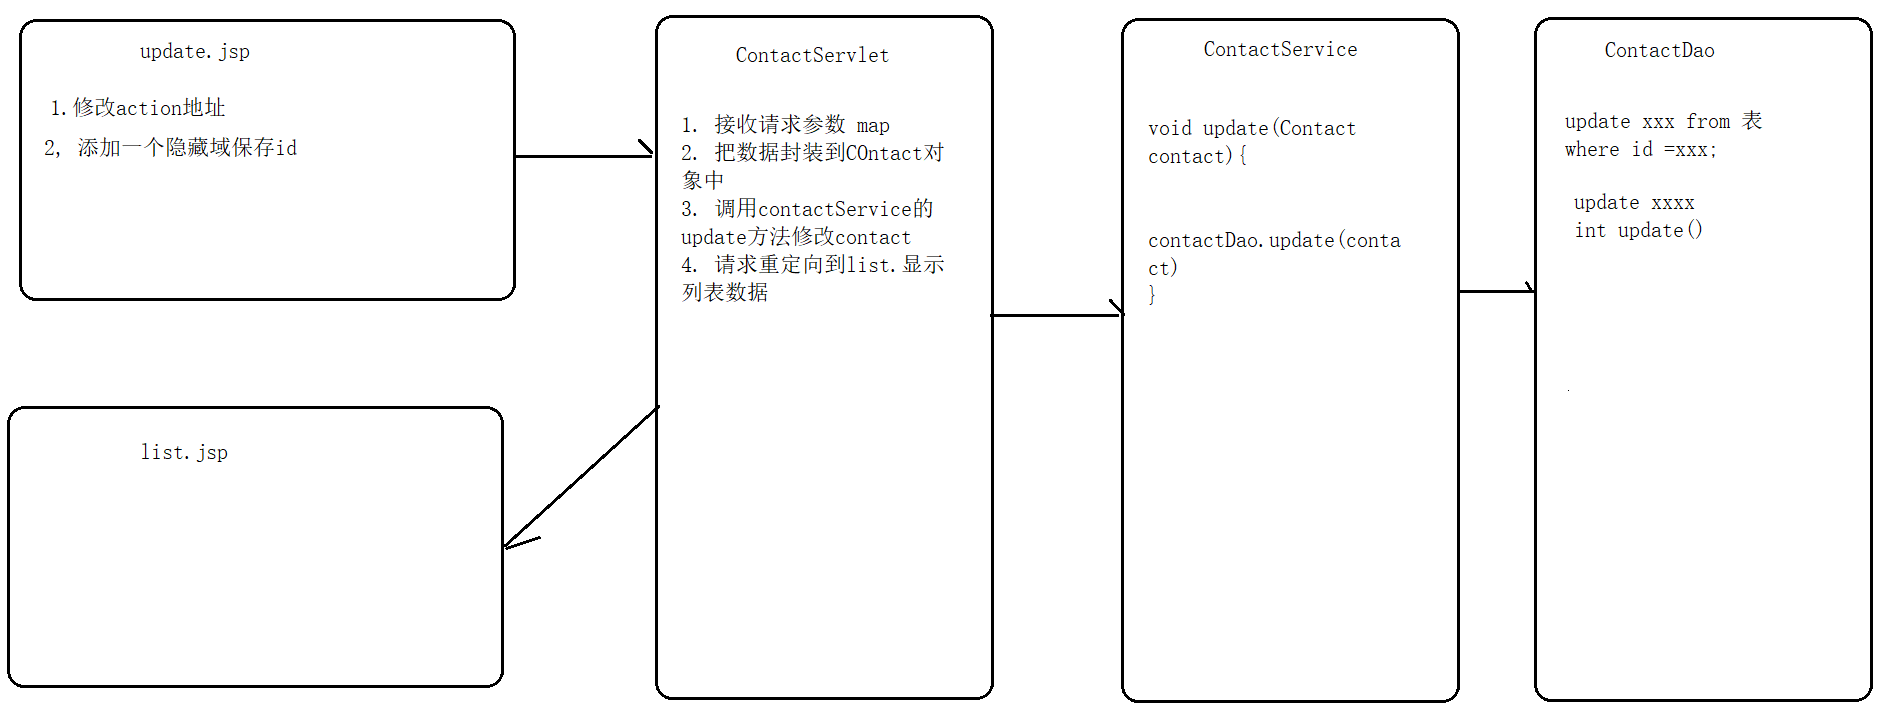 update.jsp
1.修改action地址
2, 添加一个隐藏域保存id
ContactServlet
1. 接收请求参数 map
2. 把数据封装到COntact对
象中
3. 调用contactService的
update方法修改contact
4. 请求重定向到list.显示
列表数据
ContactService
void update(Contact
contact){
contactDao.update(conta
ct)
}
ContactDao
update xxx from 表
where id =xxx;
update xxxx
int update()
list.jsp